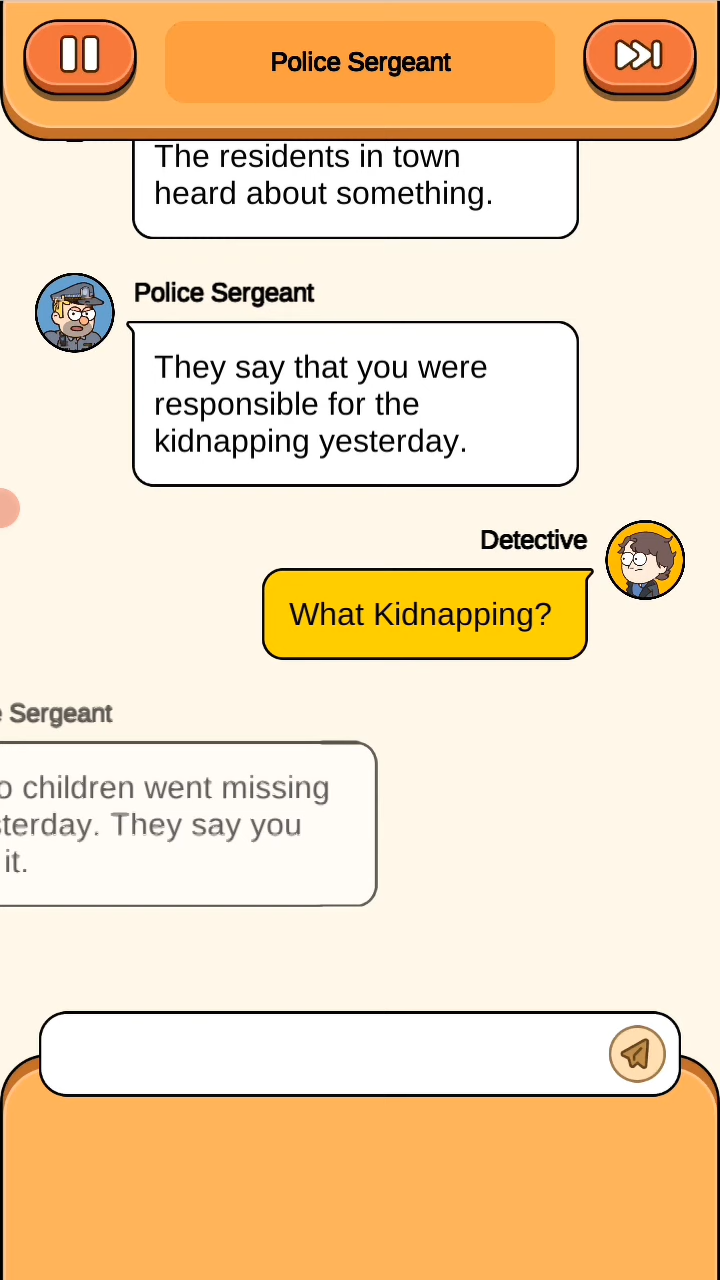 Police Sergeant
The residents in town
heard about something.
Police Sergeant
They say that you were
responsible for the
kidnapping yesterday.
Detective
What Kidnapping?
Sergeant
children went missing
They say you
it.